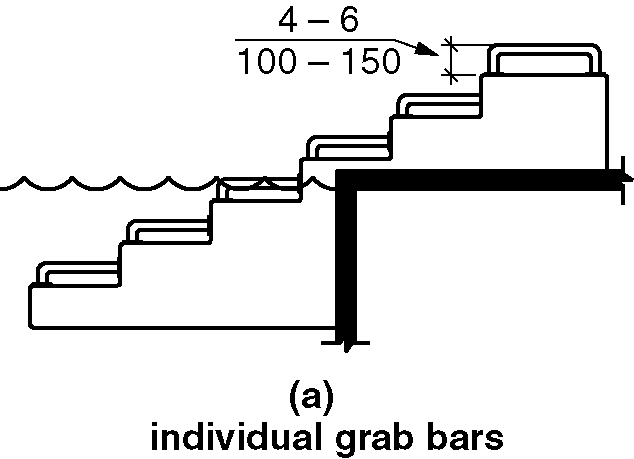 4 – 6
100 – 150
(a)
individual grab bars